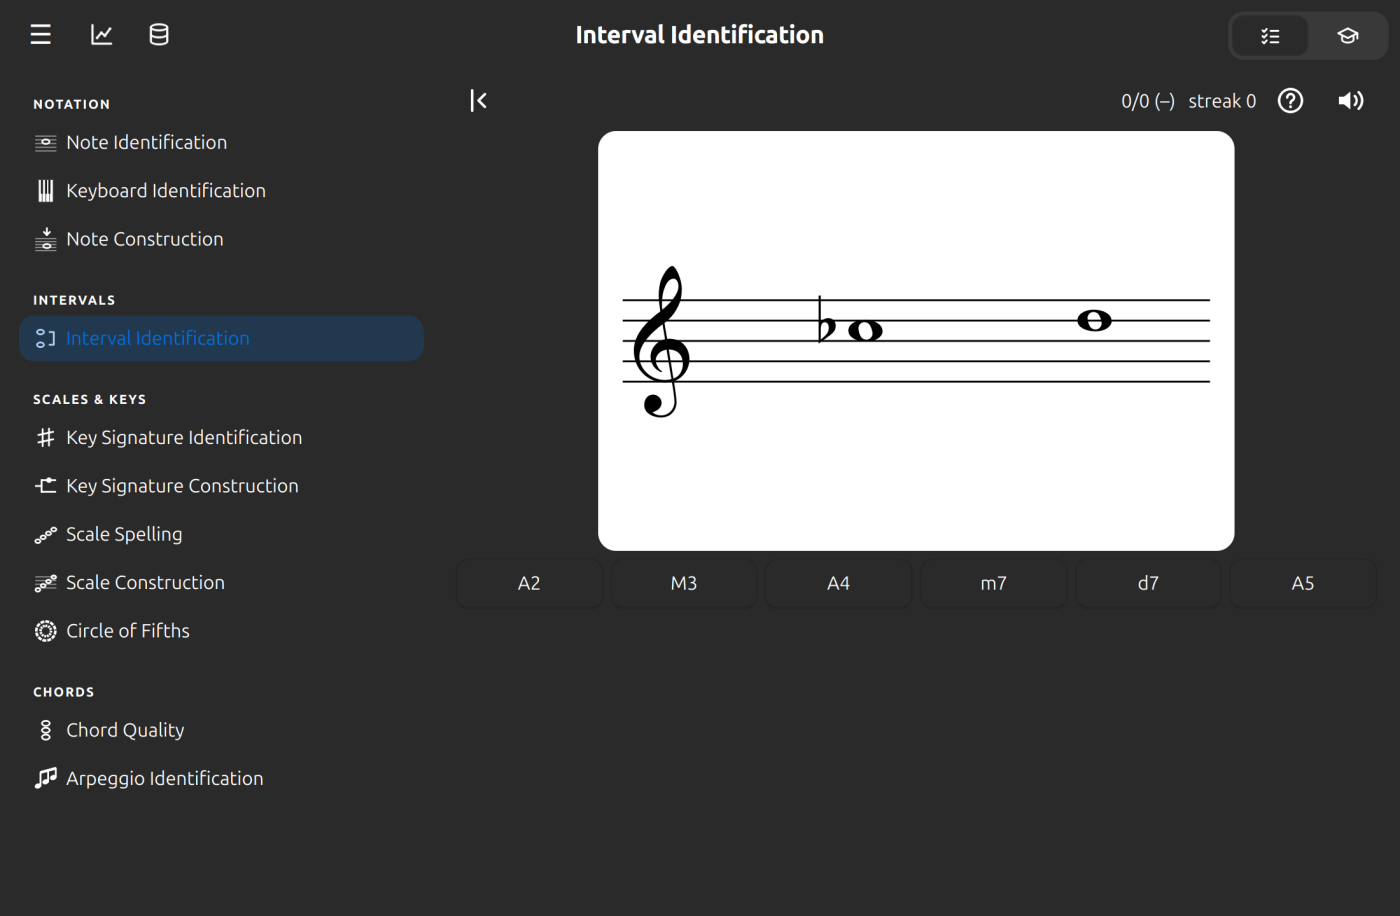 Interval Identification
0/0 (–) streak 0
NOTATION
Note Identification
Keyboard Identification
Note Construction
INTERVALS
Interval Identification
SCALES & KEYS
Key Signature Identification
Key Signature Construction
Scale Spelling
Scale Construction
Circle of Fifths
CHORDS
Chord Quality
Arpeggio Identification
A2 M3 A4 m7 d7 A5